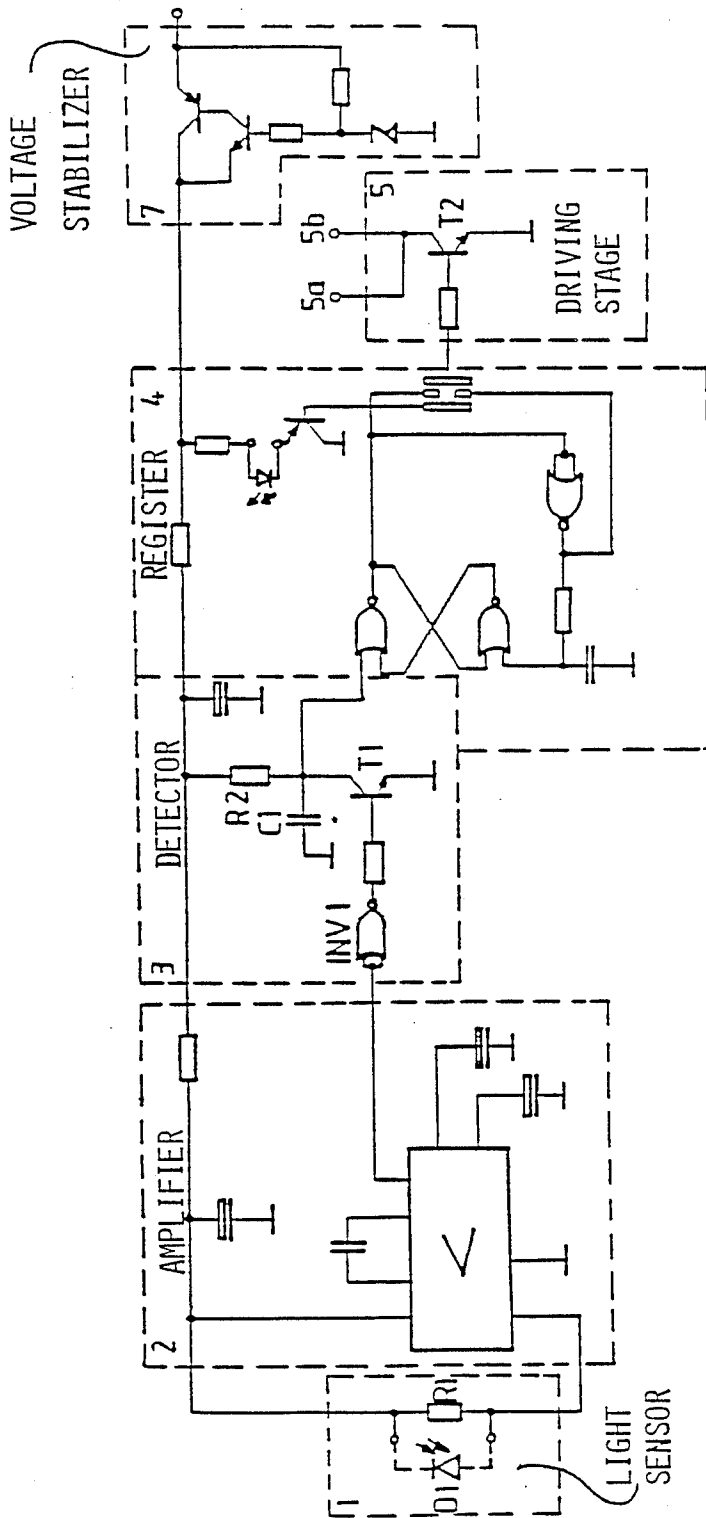 VOLTAGE
STABILIZER
7
5
5a
5b
T2
DRIVING
STAGE
4
REGISTER
3
DETECTOR
R2
C1
T1
INV1
2
AMPLIFIER
V
1
R1
D1
LIGHT
SENSOR